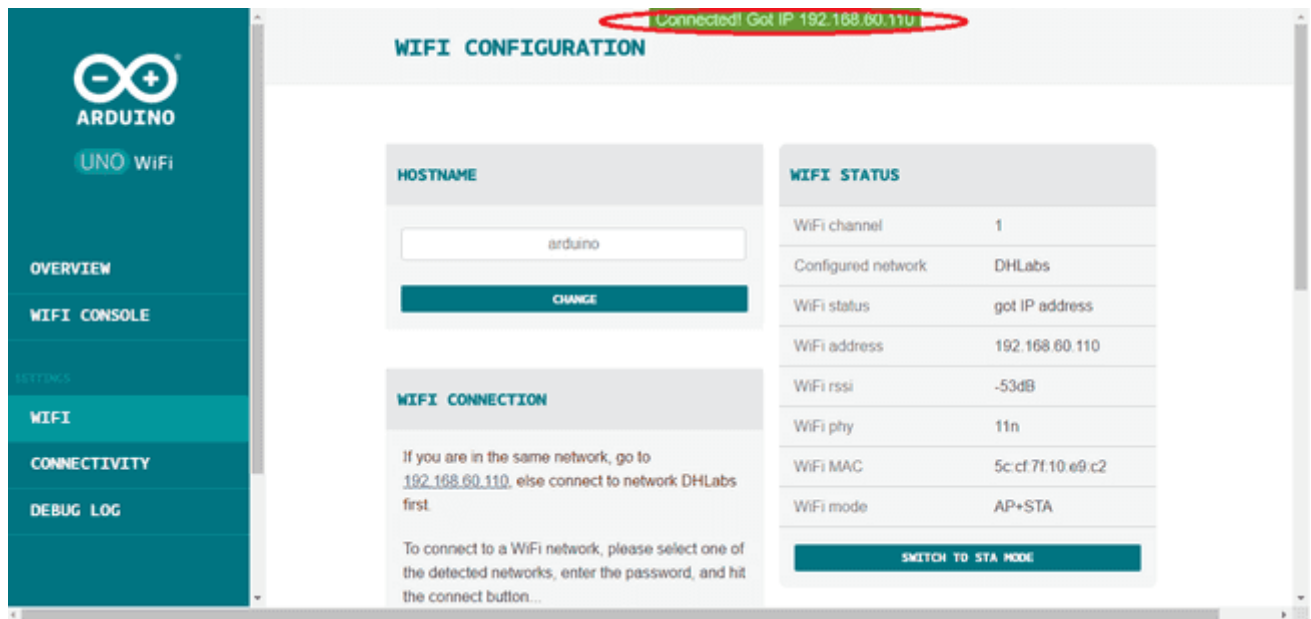 Connected! Got IP 192.168.60.110
WIFI CONFIGURATION
ARDUINO
UNO WiFi
OVERVIEW
WIFI CONSOLE
WIFI
CONNECTIVITY
DEBUG LOG
HOSTNAME
arduino
CHANGE
WIFI CONNECTION
If you are in the same network, go to
192.168.60.110, else connect to network DHLabs
first.
To connect to a WiFi network, please select one of
the detected networks, enter the password, and hit
the connect button...
WIFI STATUS
WiFi channel 1
Configured network DHLabs
WiFi status got IP address
WiFi address 192.168.60.110
WiFi rssi -53dB
WiFi phy 11n
WiFi MAC 5c:cf:7f:10:e9:c2
WiFi mode AP+STA
SWITCH TO STA MODE